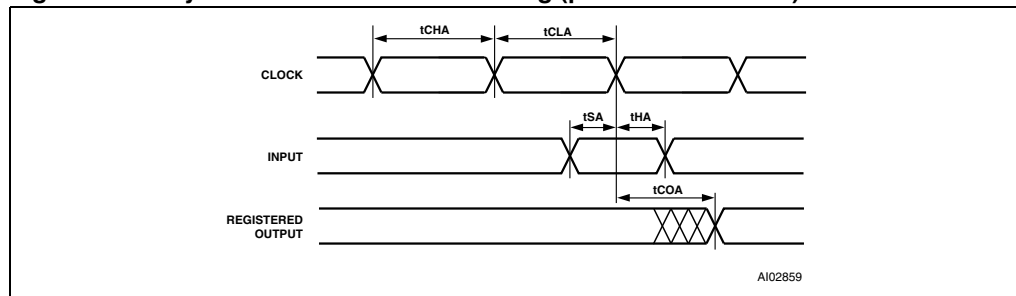 tCHA tCLA
CLOCK
tSA tHA
INPUT
tCOA
REGISTERED
OUTPUT
AI02859